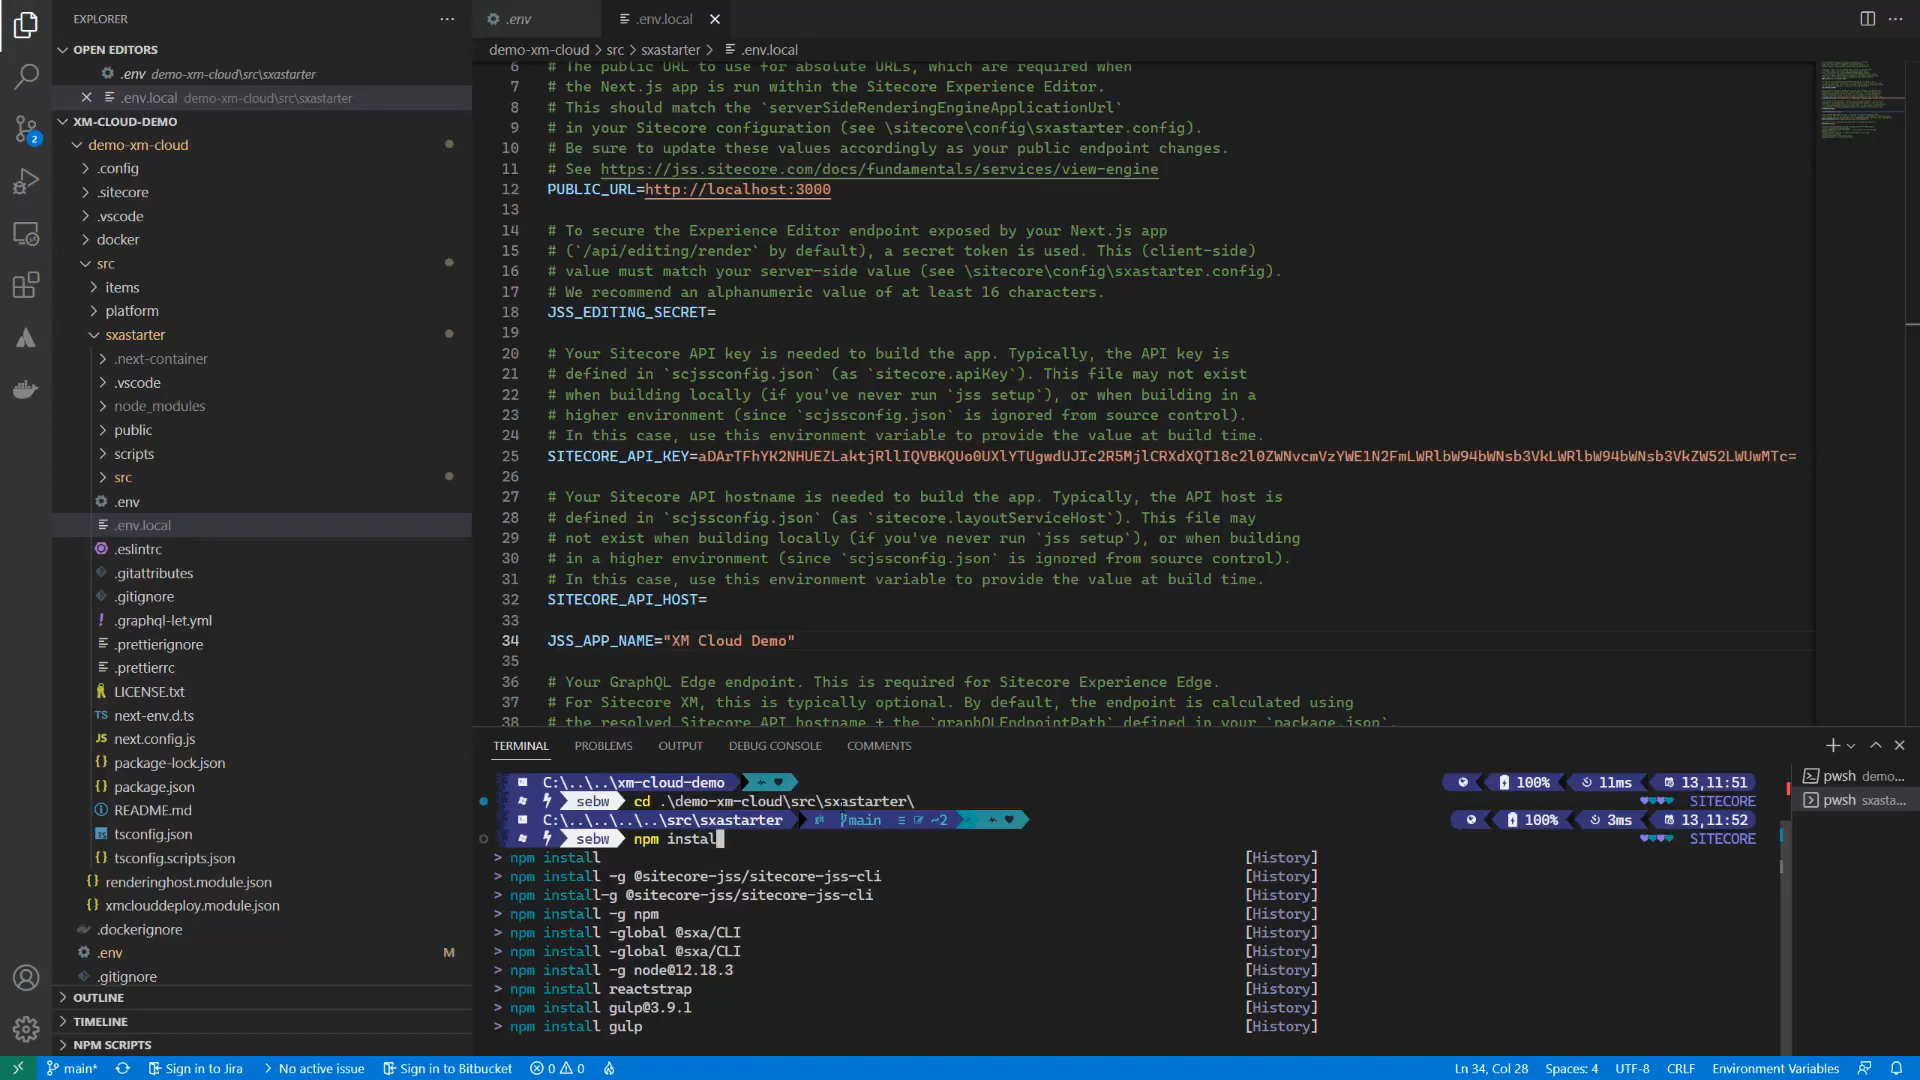 EXPLORER
OPEN EDITORS
.env demo-xm-cloud\src\sxastarter
.env.local demo-xm-cloud\src\sxastarter
XM-CLOUD-DEMO
demo-xm-cloud
.config
.sitecore
.vscode
docker
src
items
platform
sxastarter
.next-container
.vscode
node_modules
public
scripts
src
.env
.env.local
.eslintrc
.gitattributes
.gitignore
.graphql-let.yml
.prettierignore
.prettierrc
LICENSE.txt
next-env.d.ts
next.config.js
package-lock.json
package.json
README.md
tsconfig.json
tsconfig.scripts.json
renderinghost.module.json
xmclouddeploy.module.json
.dockerignore
.env M
.gitignore
OUTLINE
TIMELINE
NPM SCRIPTS
2
.env
.env.local
demo-xm-cloud > src > sxastarter > .env.local
6 # The public URL to use for absolute URLs, which are required when
7 # the Next.js app is run within the Sitecore Experience Editor.
8 # This should match the `serverSideRenderingEngineApplicationUrl`
9 # in your Sitecore configuration (see \sitecore\config\sxastarter.config).
10 # Be sure to update these values accordingly as your public endpoint changes.
11 # See https://jss.sitecore.com/docs/fundamentals/services/view-engine
12 PUBLIC_URL=http://localhost:3000
13
14 # To secure the Experience Editor endpoint exposed by your Next.js app
15 # (`/api/editing/render` by default), a secret token is used. This (client-side)
16 # value must match your server-side value (see \sitecore\config\sxastarter.config).
17 # We recommend an alphanumeric value of at least 16 characters.
18 JSS_EDITING_SECRET=
19
20 # Your Sitecore API key is needed to build the app. Typically, the API key is
21 # defined in `scjssconfig.json` (as `sitecore.apiKey`). This file may not exist
22 # when building locally (if you've never run `jss setup`), or when building in a
23 # higher environment (since `scjssconfig.json` is ignored from source control).
24 # In this case, use this environment variable to provide the value at build time.
25 SITECORE_API_KEY=
26
27 # Your Sitecore API hostname is needed to build the app. Typically, the API host is
28 # defined in `scjssconfig.json` (as `sitecore.layoutServiceHost`). This file may
29 # not exist when building locally (if you've never run `jss setup`), or when building
30 # in a higher environment (since `scjssconfig.json` is ignored from source control).
31 # In this case, use this environment variable to provide the value at build time.
32 SITECORE_API_HOST=
33
34 JSS_APP_NAME="XM Cloud Demo"
35
36 # Your GraphQL Edge endpoint. This is required for Sitecore Experience Edge.
37 # For Sitecore XM, this is typically optional. By default, the endpoint is calculated using
38 # the resolved Sitecore API hostname + the `graphQLEndpointPath` defined in your `package.json`.
TERMINAL PROBLEMS OUTPUT DEBUG CONSOLE COMMENTS
C:\..\..\xm-cloud-demo 100% 11ms 13,11:51
sebw cd .\demo-xm-cloud\src\sxastarter\ SITECORE
C:\..\..\..\..\src\sxastarter git main ≡ ~2 100% 3ms 13,11:52
sebw npm instal SITECORE
> npm install [History]
> npm install -g @sitecore-jss/sitecore-jss-cli [History]
> npm install-g @sitecore-jss/sitecore-jss-cli [History]
> npm install -g npm [History]
> npm install -global @sxa/CLI [History]
> npm install -global @sxa/CLI [History]
> npm install -g node@12.18.3 [History]
> npm install reactstrap [History]
> npm install gulp@3.9.1 [History]
> npm install gulp [History]
pwsh demo...
pwsh sxasta...
main* Sign in to Jira No active issue Sign in to Bitbucket 0 0 Ln 34, Col 28 Spaces: 4 UTF-8 CRLF Environment Variables